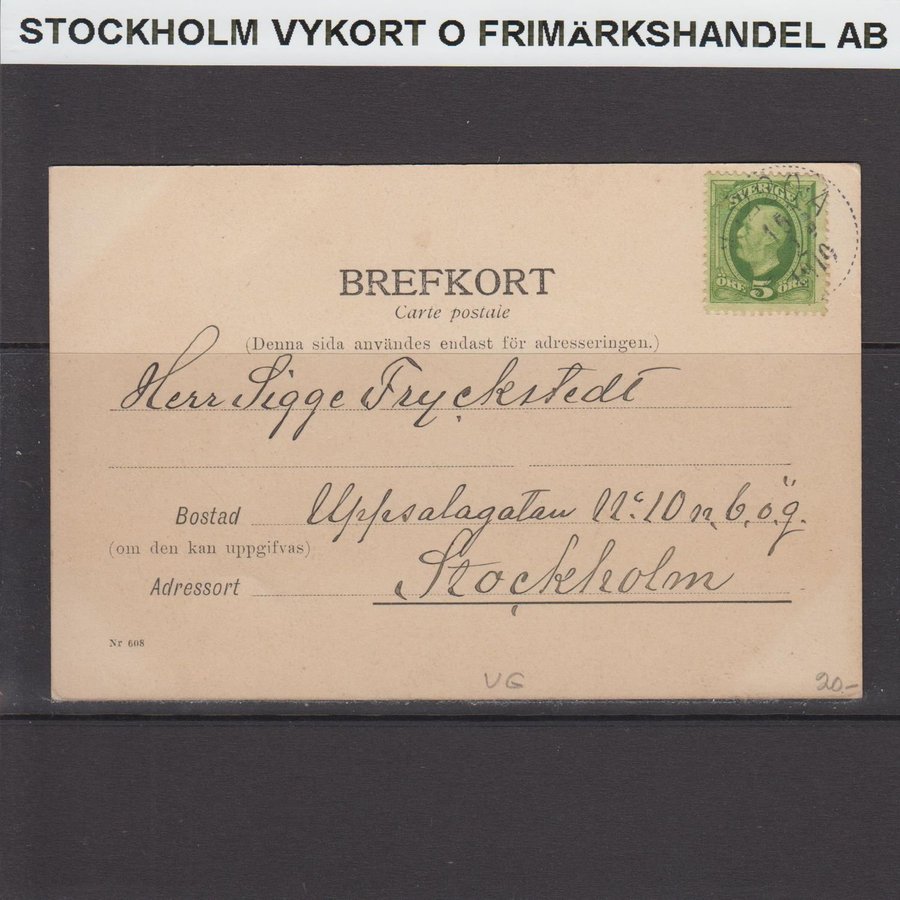 STOCKHOLM VYKORT O FRIMÄRKSHANDEL AB
SVERIGE
ÖRE 5 ÖRE
BREFKORT
Carte postale
(Denna sida användes endast för adresseringen.)
Herr Sigge Fryckstedt
Bostad Uppsalagatan No 10 n. b. ö. g.
(om den kan uppgifvas)
Adressort Stockholm
Nr 608
VG
20.-